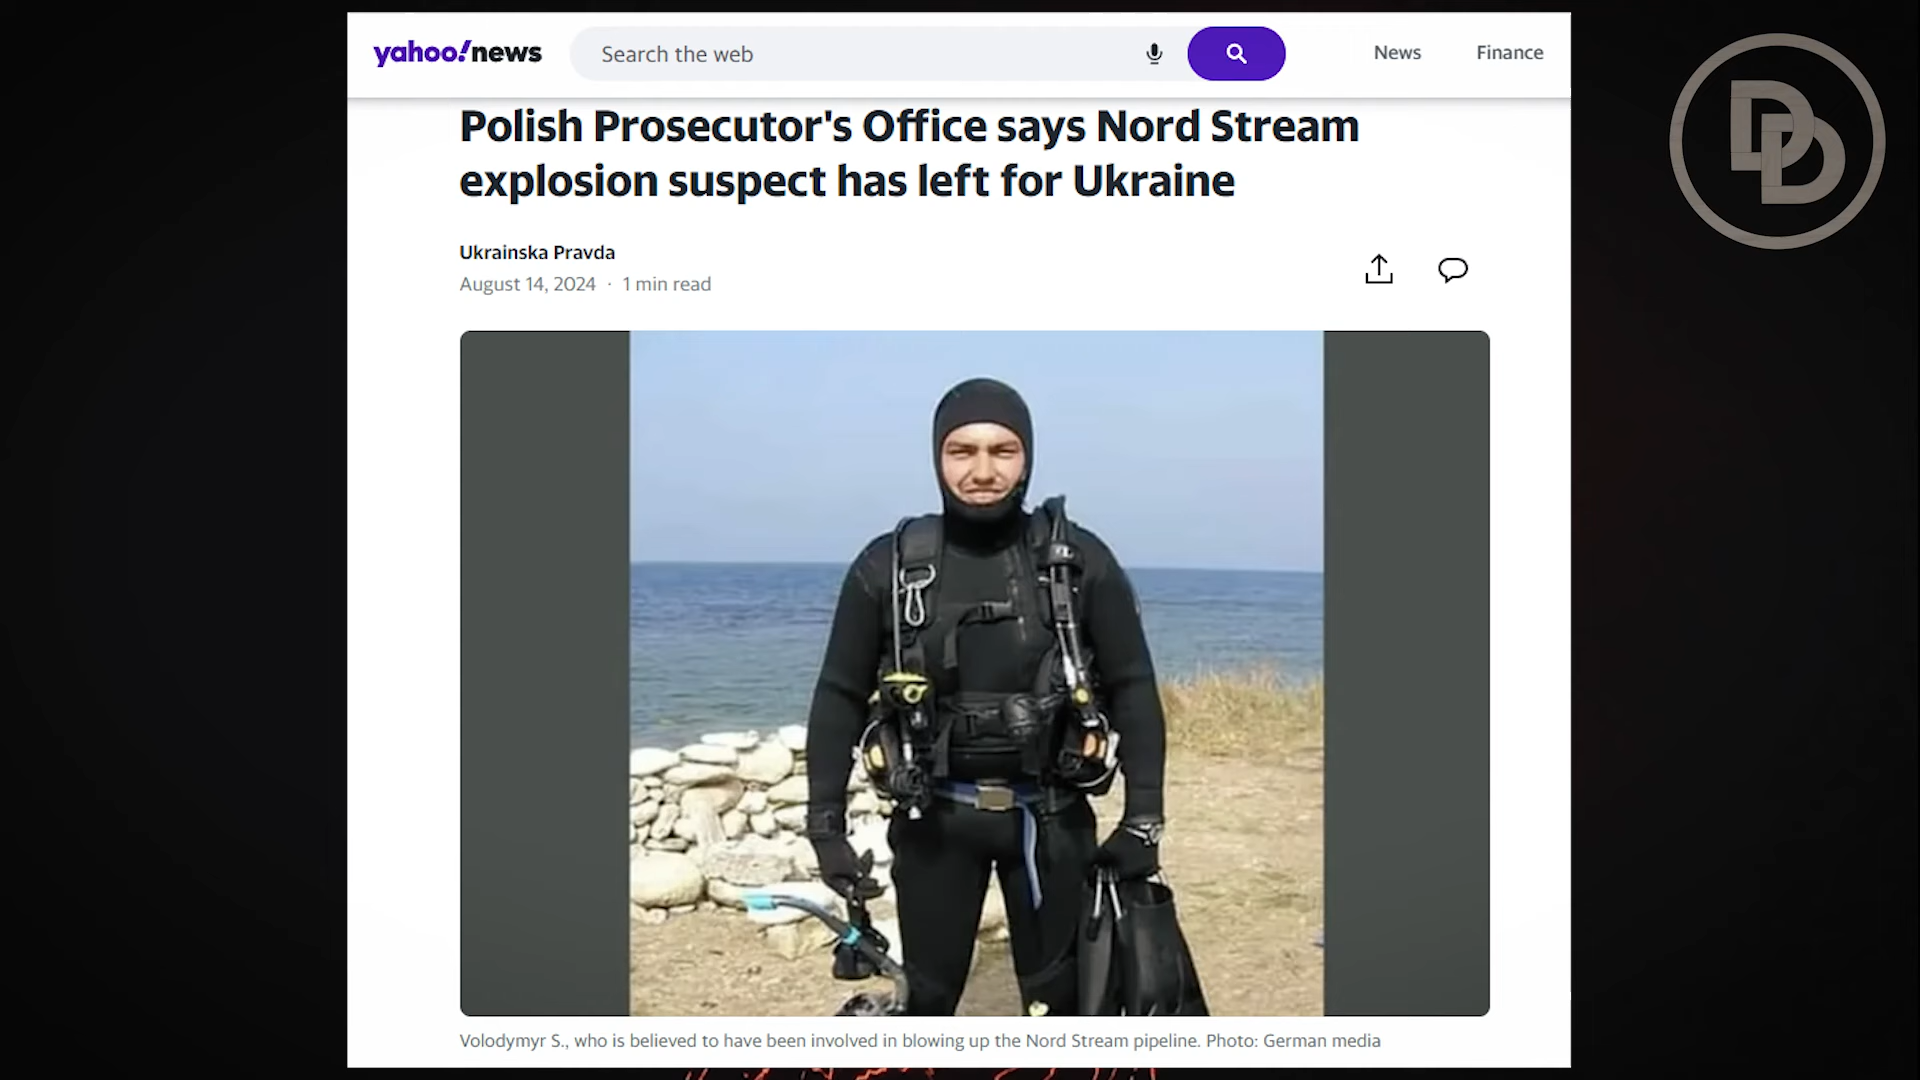 yahoo!news
Search the web
News
Finance
Polish Prosecutor's Office says Nord Stream
explosion suspect has left for Ukraine
Ukrainska Pravda
August 14, 2024 · 1 min read
Volodymyr S., who is believed to have been involved in blowing up the Nord Stream pipeline. Photo: German media
DD